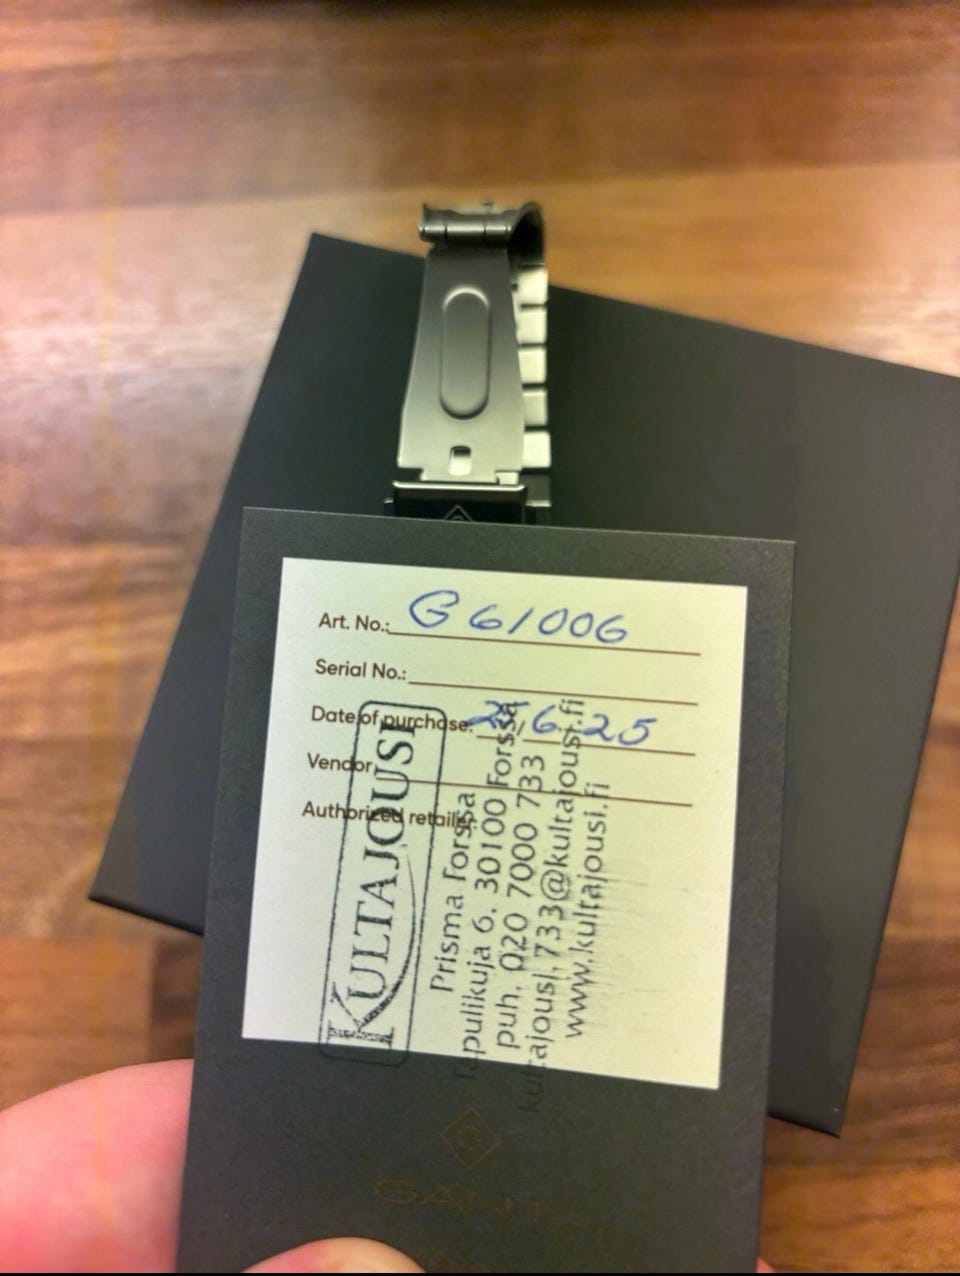 Art. No.: G61006
Serial No.:
Date of purchase: 25/6.25
Vendor
Authorized retailer
KULTAJOUSI
Prisma Forssa
Tapulikuja 6, 30100 Forssa
puh. 020 7000 733
kultajousi.733@kultajousi.fi
www.kultajousi.fi
G
GANT